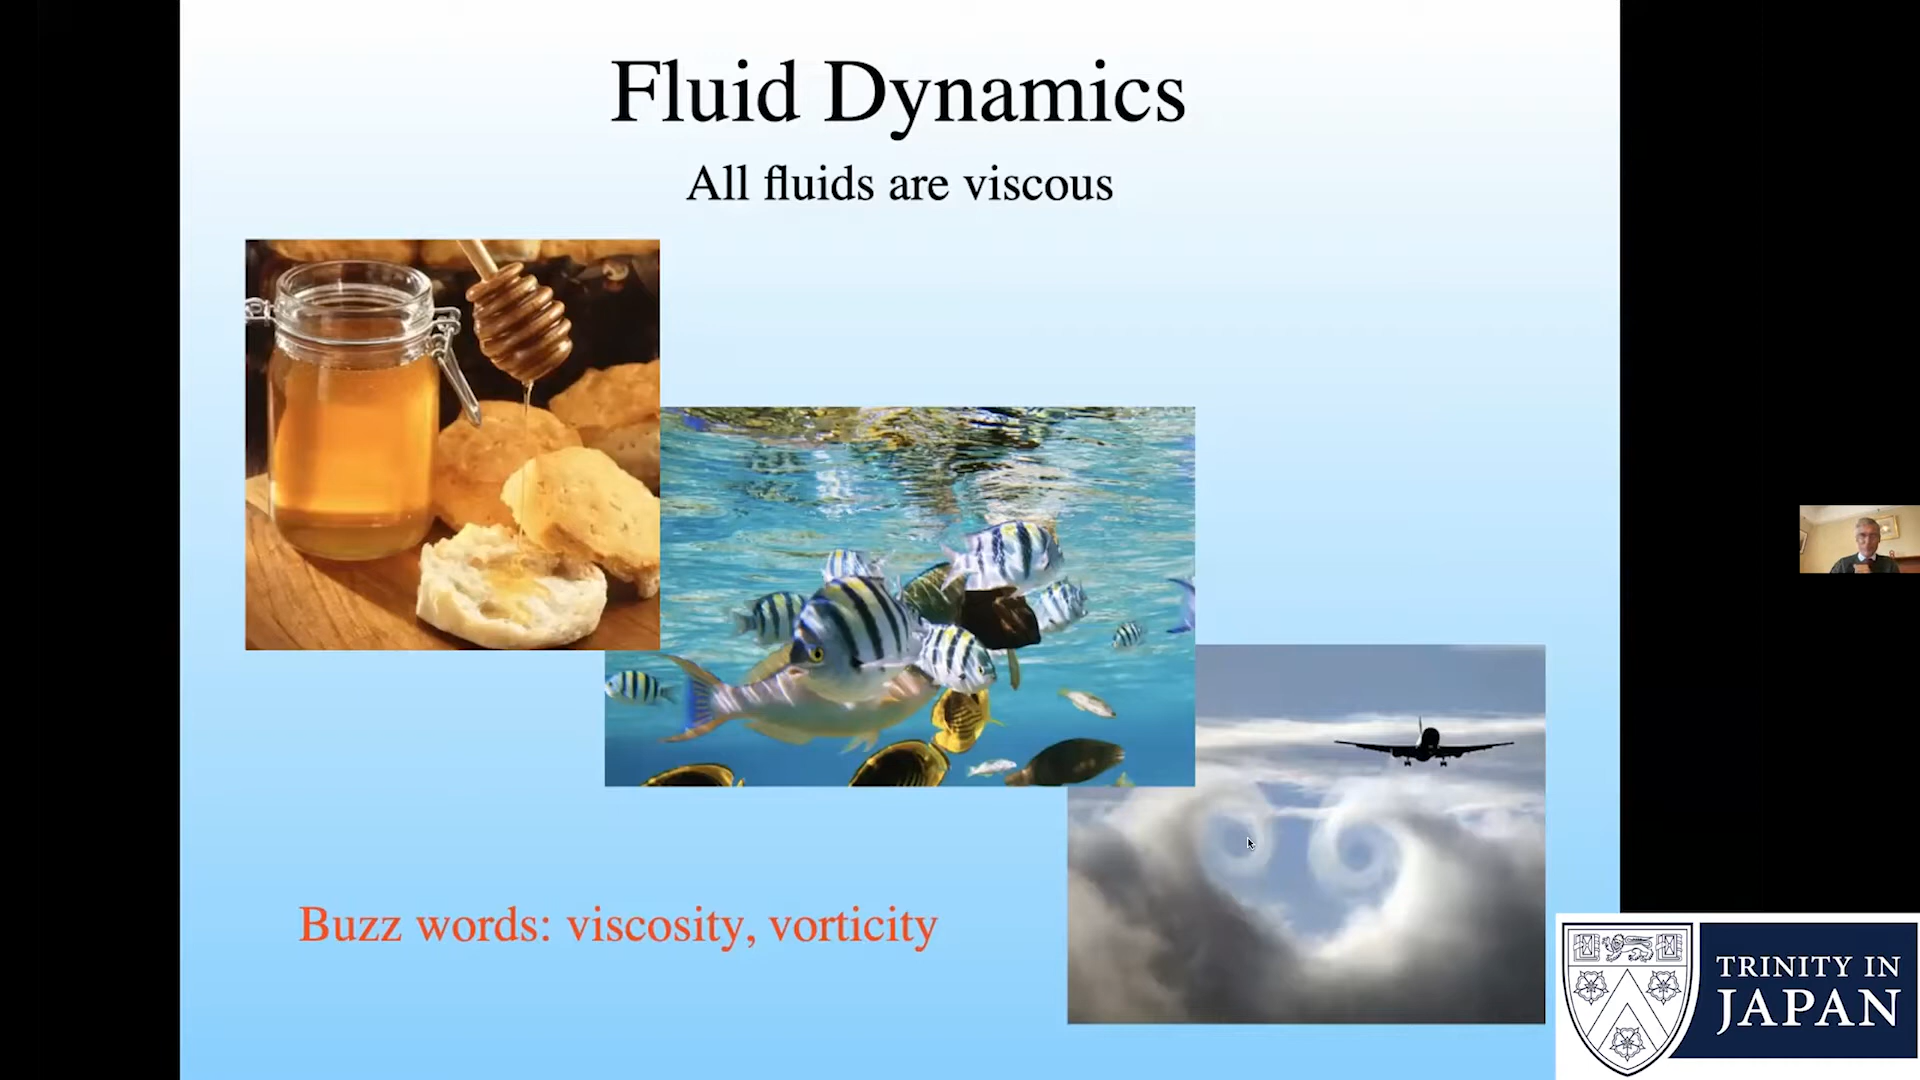 Fluid Dynamics
All fluids are viscous
Buzz words: viscosity, vorticity
TRINITY IN
JAPAN